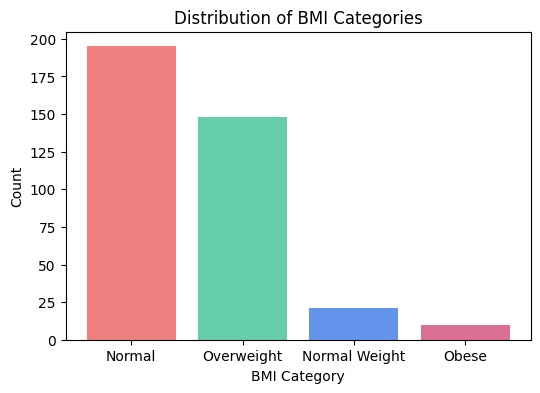 Distribution of BMI Categories
Count
200
175
150
125
100
75
50
25
0
Normal Overweight Normal Weight Obese
BMI Category